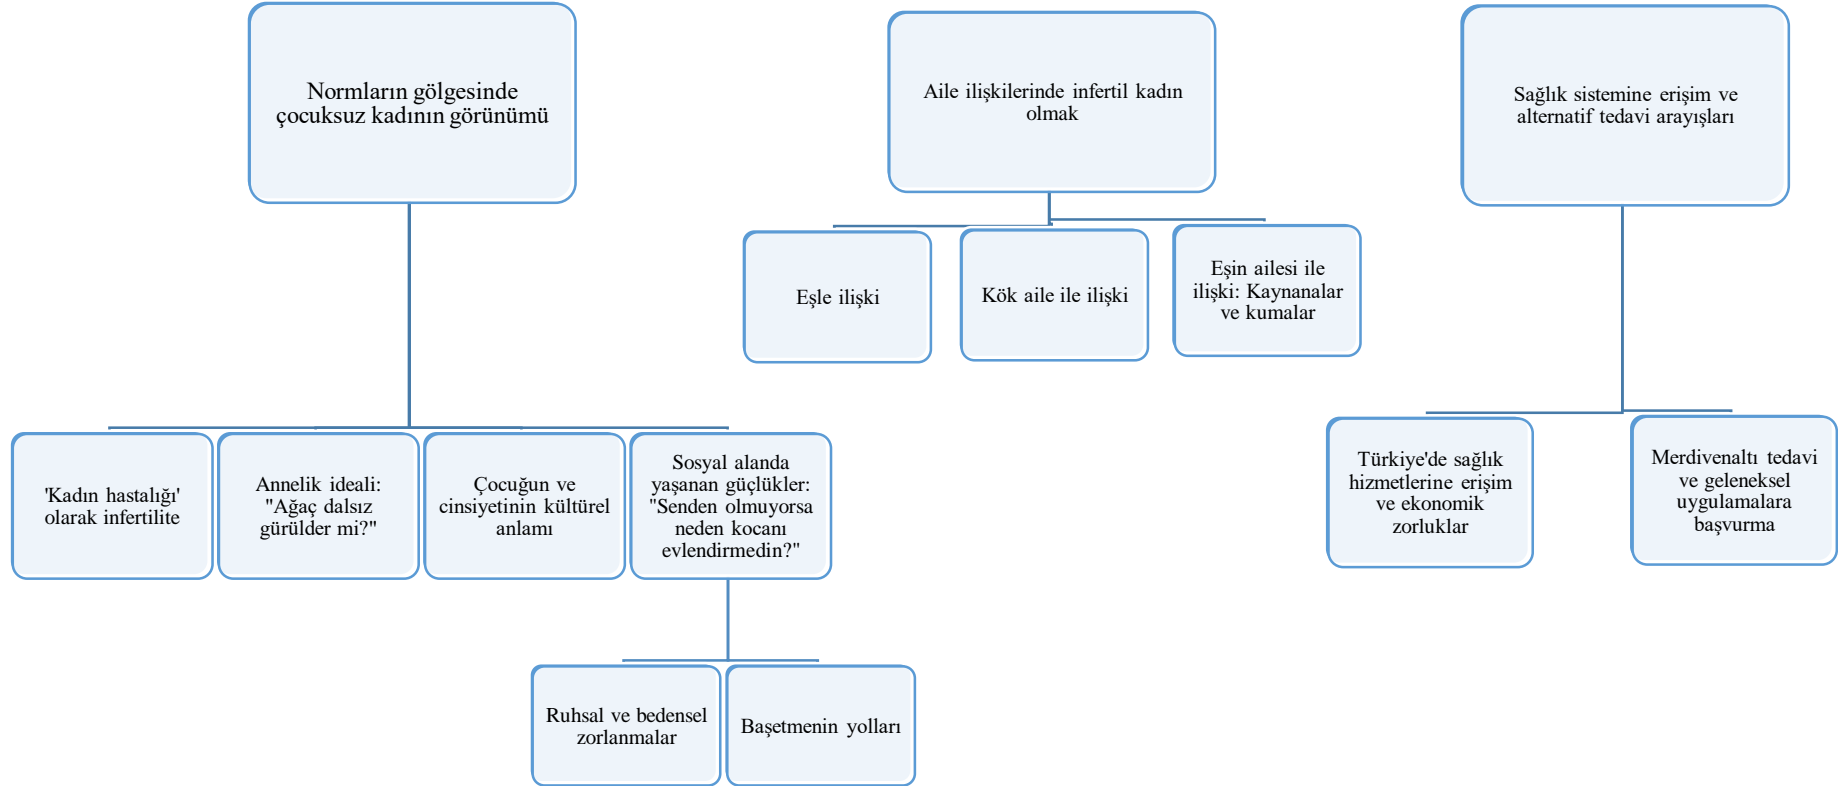 Normların gölgesinde
çocuksuz kadının görünümü
Aile ilişkilerinde infertil kadın
olmak
Sağlık sistemine erişim ve
alternatif tedavi arayışları
Eşle ilişki
Kök aile ile ilişki
Eşin ailesi ile
ilişki: Kaynanalar
ve kumalar
'Kadın hastalığı'
olarak infertilite
Annelik ideali:
"Ağaç dalsız
gürülder mi?"
Çocuğun ve
cinsiyetinin kültürel
anlamı
Sosyal alanda
yaşanan güçlükler:
"Senden olmuyorsa
neden kocanı
evlendirmedin?"
Türkiye'de sağlık
hizmetlerine erişim
ve ekonomik
zorluklar
Merdivenaltı tedavi
ve geleneksel
uygulamalara
başvurma
Ruhsal ve bedensel
zorlanmalar
Başetmenin yolları